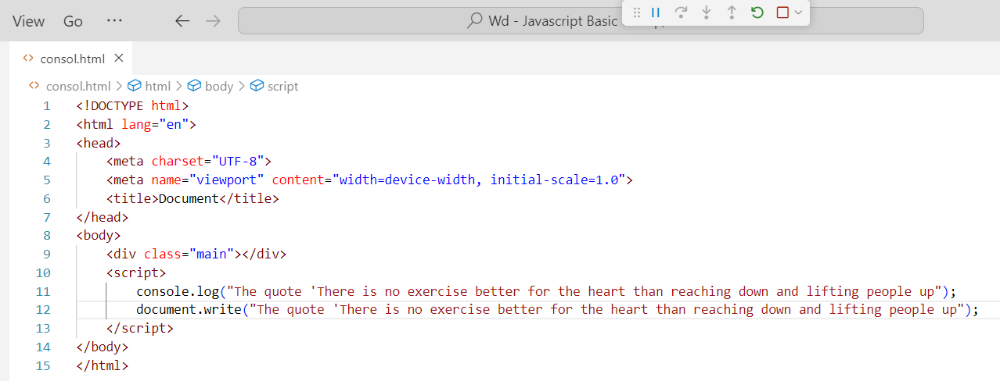 View Go ··· Wd - Javascript Basic
consol.html
consol.html > html > body > script
1 <!DOCTYPE html>
2 <html lang="en">
3 <head>
4     <meta charset="UTF-8">
5     <meta name="viewport" content="width=device-width, initial-scale=1.0">
6     <title>Document</title>
7 </head>
8 <body>
9     <div class="main"></div>
10     <script>
11         console.log("The quote 'There is no exercise better for the heart than reaching down and lifting people up");
12         document.write("The quote 'There is no exercise better for the heart than reaching down and lifting people up");
13     </script>
14 </body>
15 </html>